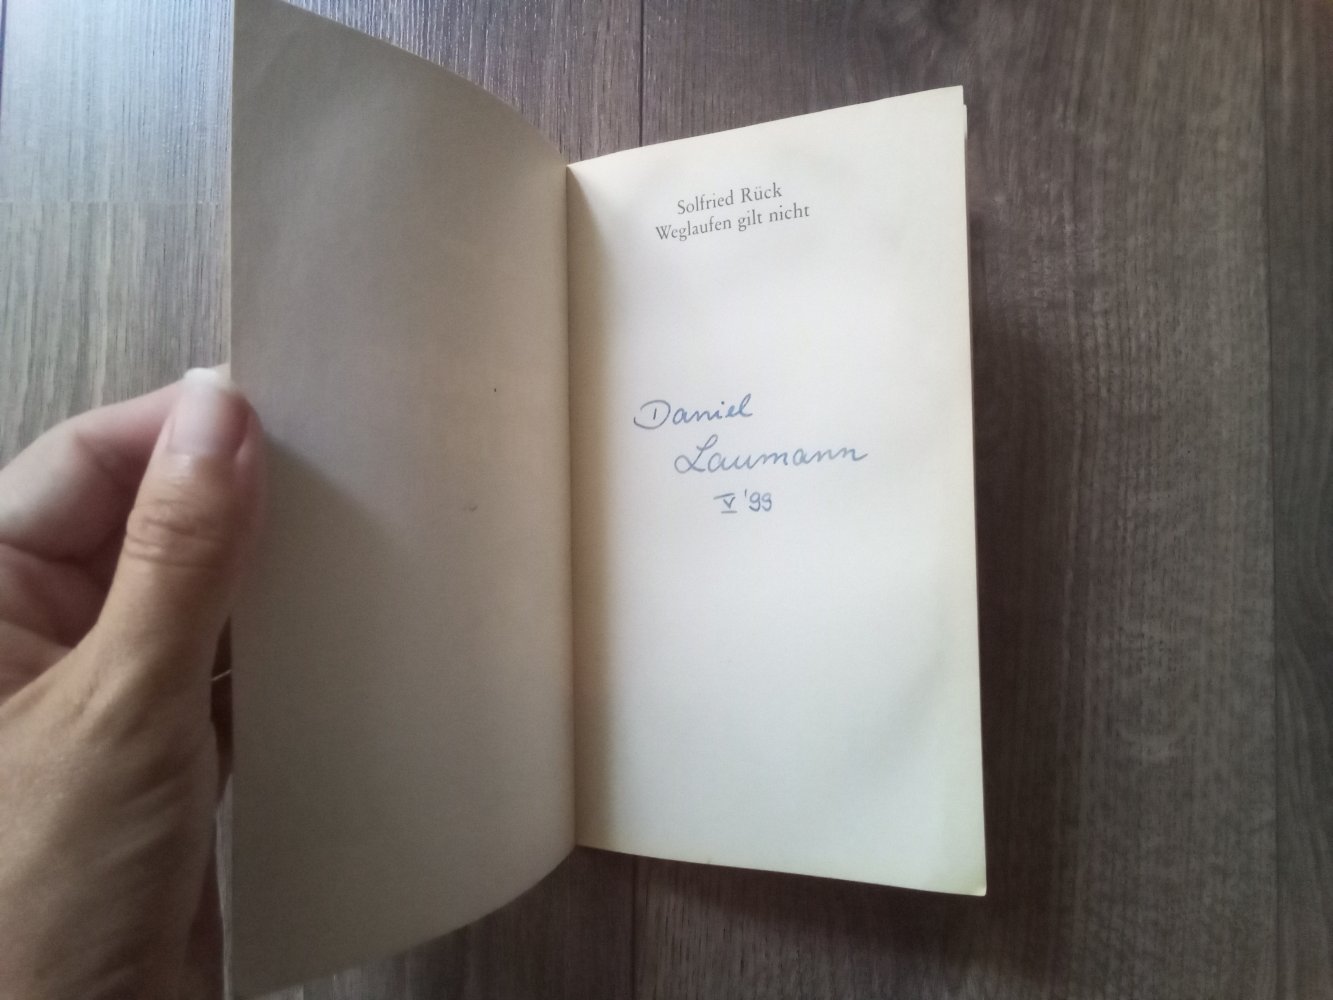 Solfried Rück
Weglaufen gilt nicht
Daniel
Laumann
V '99